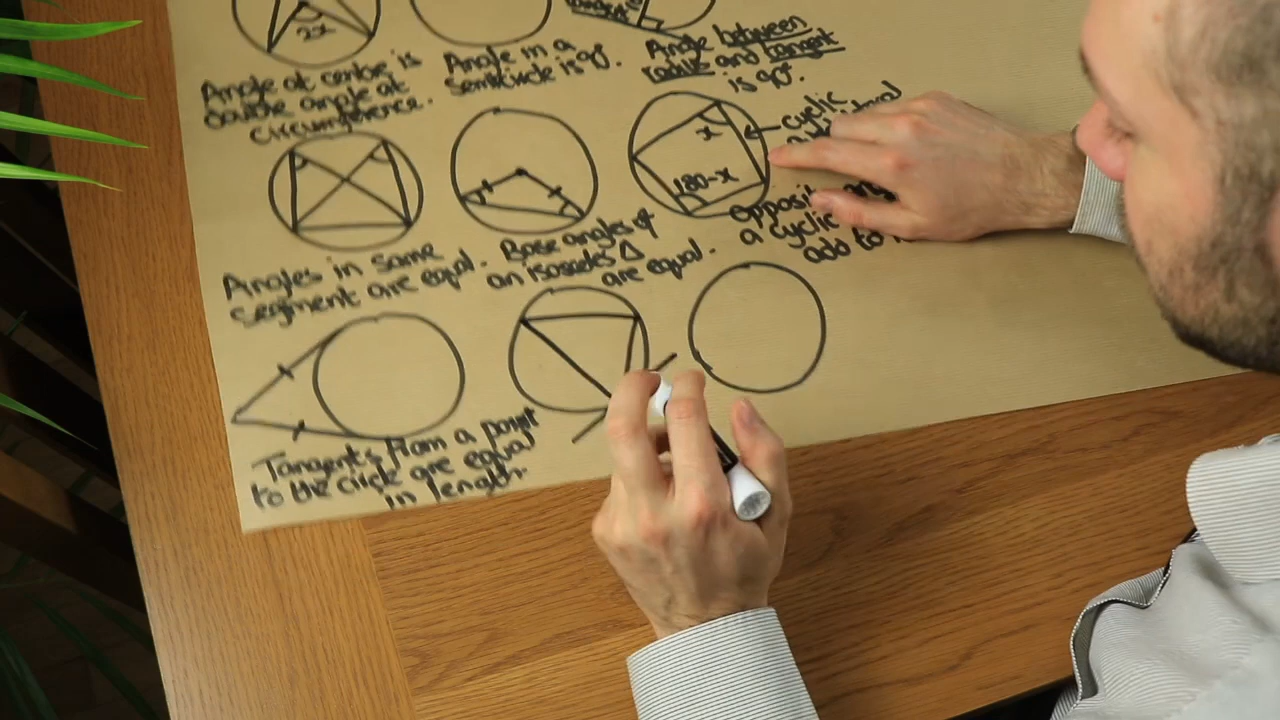 2x
Angle at centre is
double angle at
circumference.
Angle in a
semicircle is 90°.
Angle between
radius and tangent
is 90°.
x
180-x
cyclic
Opposit
a cyclic
add to
Angles in same
segment are equal.
Base angles of
an isosceles Δ
are equal.
Tangents from a point
to the circle are equal
in length.